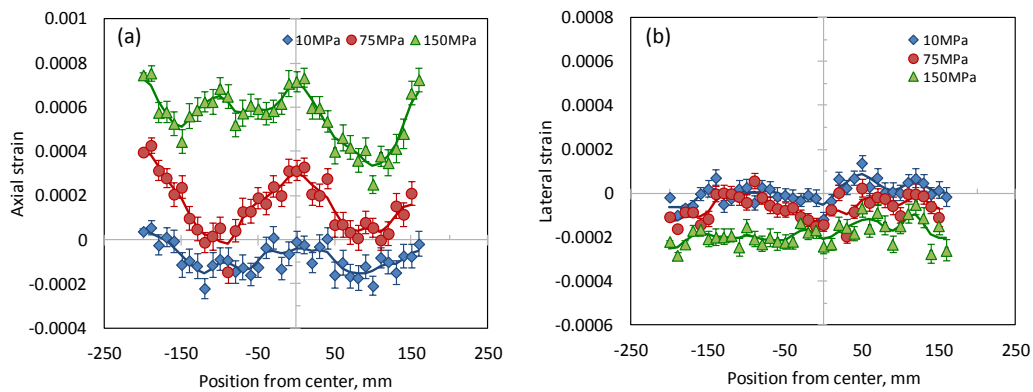 (a)
10MPa 75MPa 150MPa
0.001
0.0008
0.0006
0.0004
0.0002
0
-0.0002
-0.0004
Axial strain
-250 -150 -50 50 150 250
Position from center, mm
(b)
10MPa
75MPa
150MPa
0.0008
0.0006
0.0004
0.0002
0
-0.0002
-0.0004
-0.0006
Lateral strain
-250 -150 -50 50 150 250
Position from center, mm